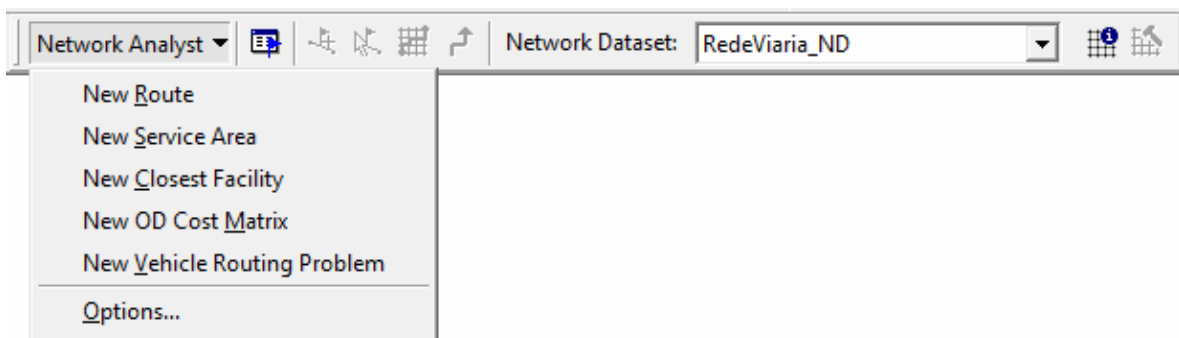 Network Analyst Network Dataset: RedeViaria_ND
New Route
New Service Area
New Closest Facility
New OD Cost Matrix
New Vehicle Routing Problem
Options...